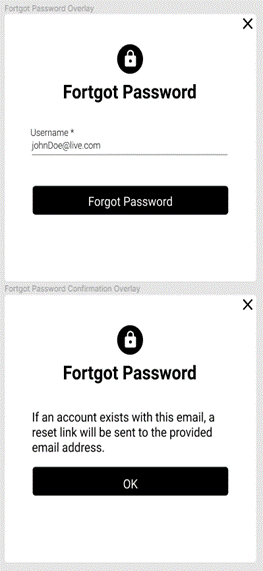 Fortgot Password Overlay
X
Fortgot Password
Username *
johnDoe@live.com
Forgot Password
Fortgot Password Confirmation Overlay
X
Fortgot Password
If an account exists with this email, a
reset link will be sent to the provided
email address.
OK